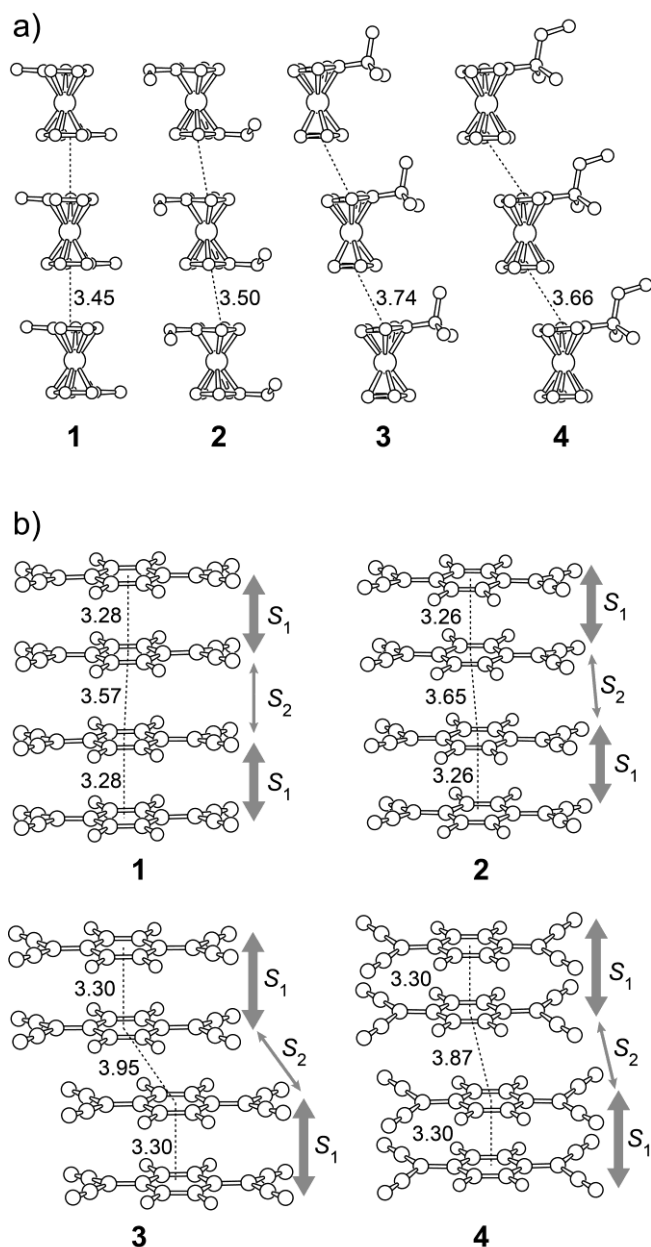 a)
3.45 3.50 3.74 3.66
1 2 3 4
b)
3.28 S1
3.57 S2
3.28 S1
1
3.26 S1
3.65 S2
3.26 S1
2
3.30 S1
3.95 S2
3.30 S1
3
3.30 S1
3.87 S2
3.30 S1
4